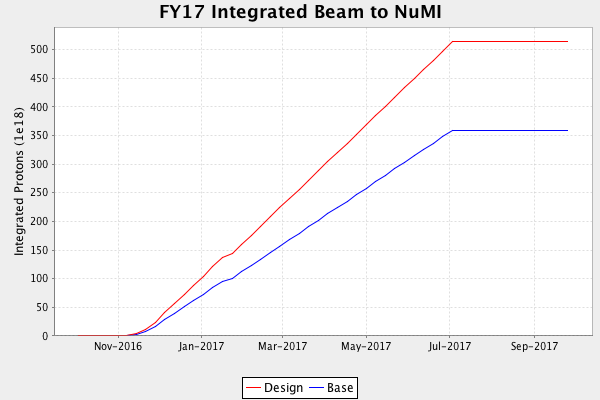 FY17 Integrated Beam to NuMI
Integrated Protons (1e18)
500
450
400
350
300
250
200
150
100
50
0
Nov-2016 Jan-2017 Mar-2017 May-2017 Jul-2017 Sep-2017
Design Base